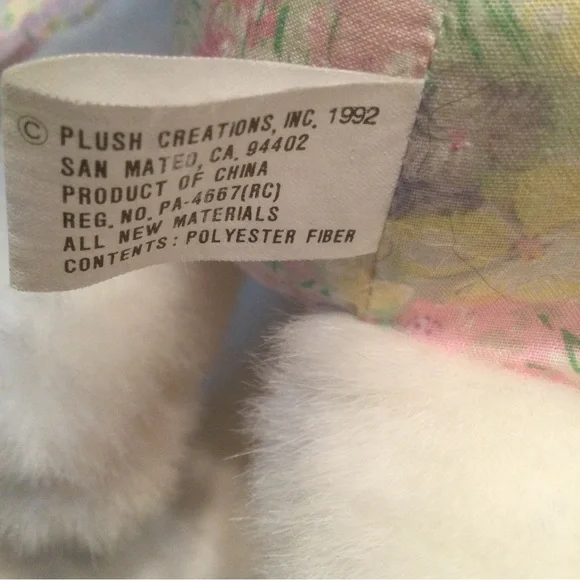 © PLUSH CREATIONS, INC. 1992
SAN MATEO, CA. 94402
PRODUCT OF CHINA
REG. NO. PA-4667(RC)
ALL NEW MATERIALS
CONTENTS: POLYESTER FIBER